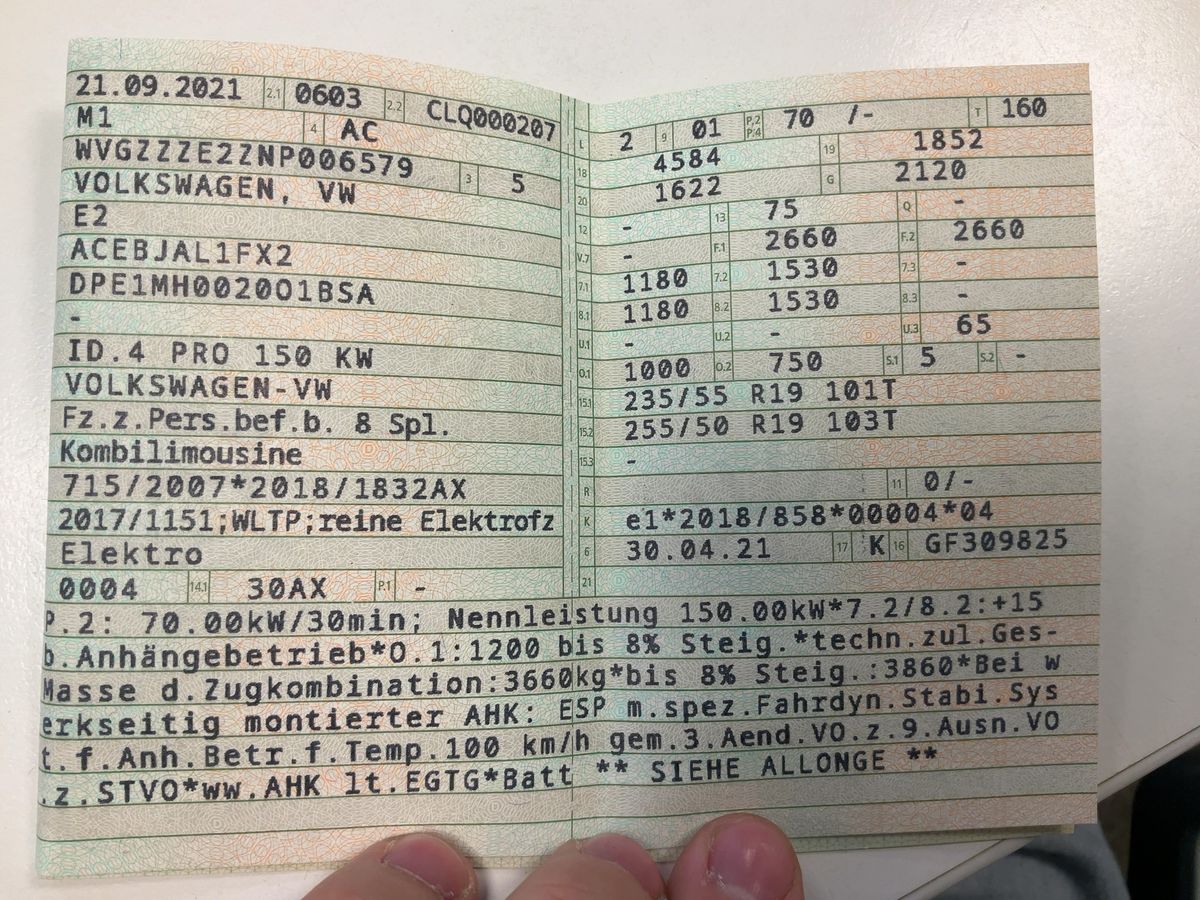 21.09.2021 2.1 0603 2.2 CLQ000207
M1 4 AC
WVGZZZE2ZNP006579 3 5
VOLKSWAGEN, VW
E2
ACEBJAL1FX2
DPE1MH002001BSA
-
ID.4 PRO 150 KW
VOLKSWAGEN-VW
Fz.z.Pers.bef.b. 8 Spl.
Kombilimousine
715/2007*2018/1832AX
2017/1151;WLTP;reine Elektrofz
Elektro
0004 14.1 30AX P.1 -
L 2 9 01 P.2 P.4 70 /- T 160
18 4584 19 1852
20 1622 G 2120
12 - 13 75 Q -
V.7 - F.1 2660 F.2 2660
7.1 1180 7.2 1530 7.3 -
8.1 1180 8.2 1530 8.3 -
U.1 - U.2 - U.3 65
O.1 1000 O.2 750 S.1 5 S.2 -
15.1 235/55 R19 101T
15.2 255/50 R19 103T
15.3 -
R 11 0/-
K e1*2018/858*00004*04
6 30.04.21 17 K 16 GF309825
21
P.2: 70.00kW/30min; Nennleistung 150.00kW*7.2/8.2:+15
b.Anhängebetrieb*O.1:1200 bis 8% Steig.*techn.zul.Ges-
Masse d.Zugkombination:3660kg*bis 8% Steig.:3860*Bei w
erkseitig montierter AHK: ESP m.spez.Fahrdyn.Stabi.Sys
t.f.Anh.Betr.f.Temp.100 km/h gem.3.Aend.VO.z.9.Ausn.VO
.z.STVO*ww.AHK lt.EGTG*Batt ** SIEHE ALLONGE **